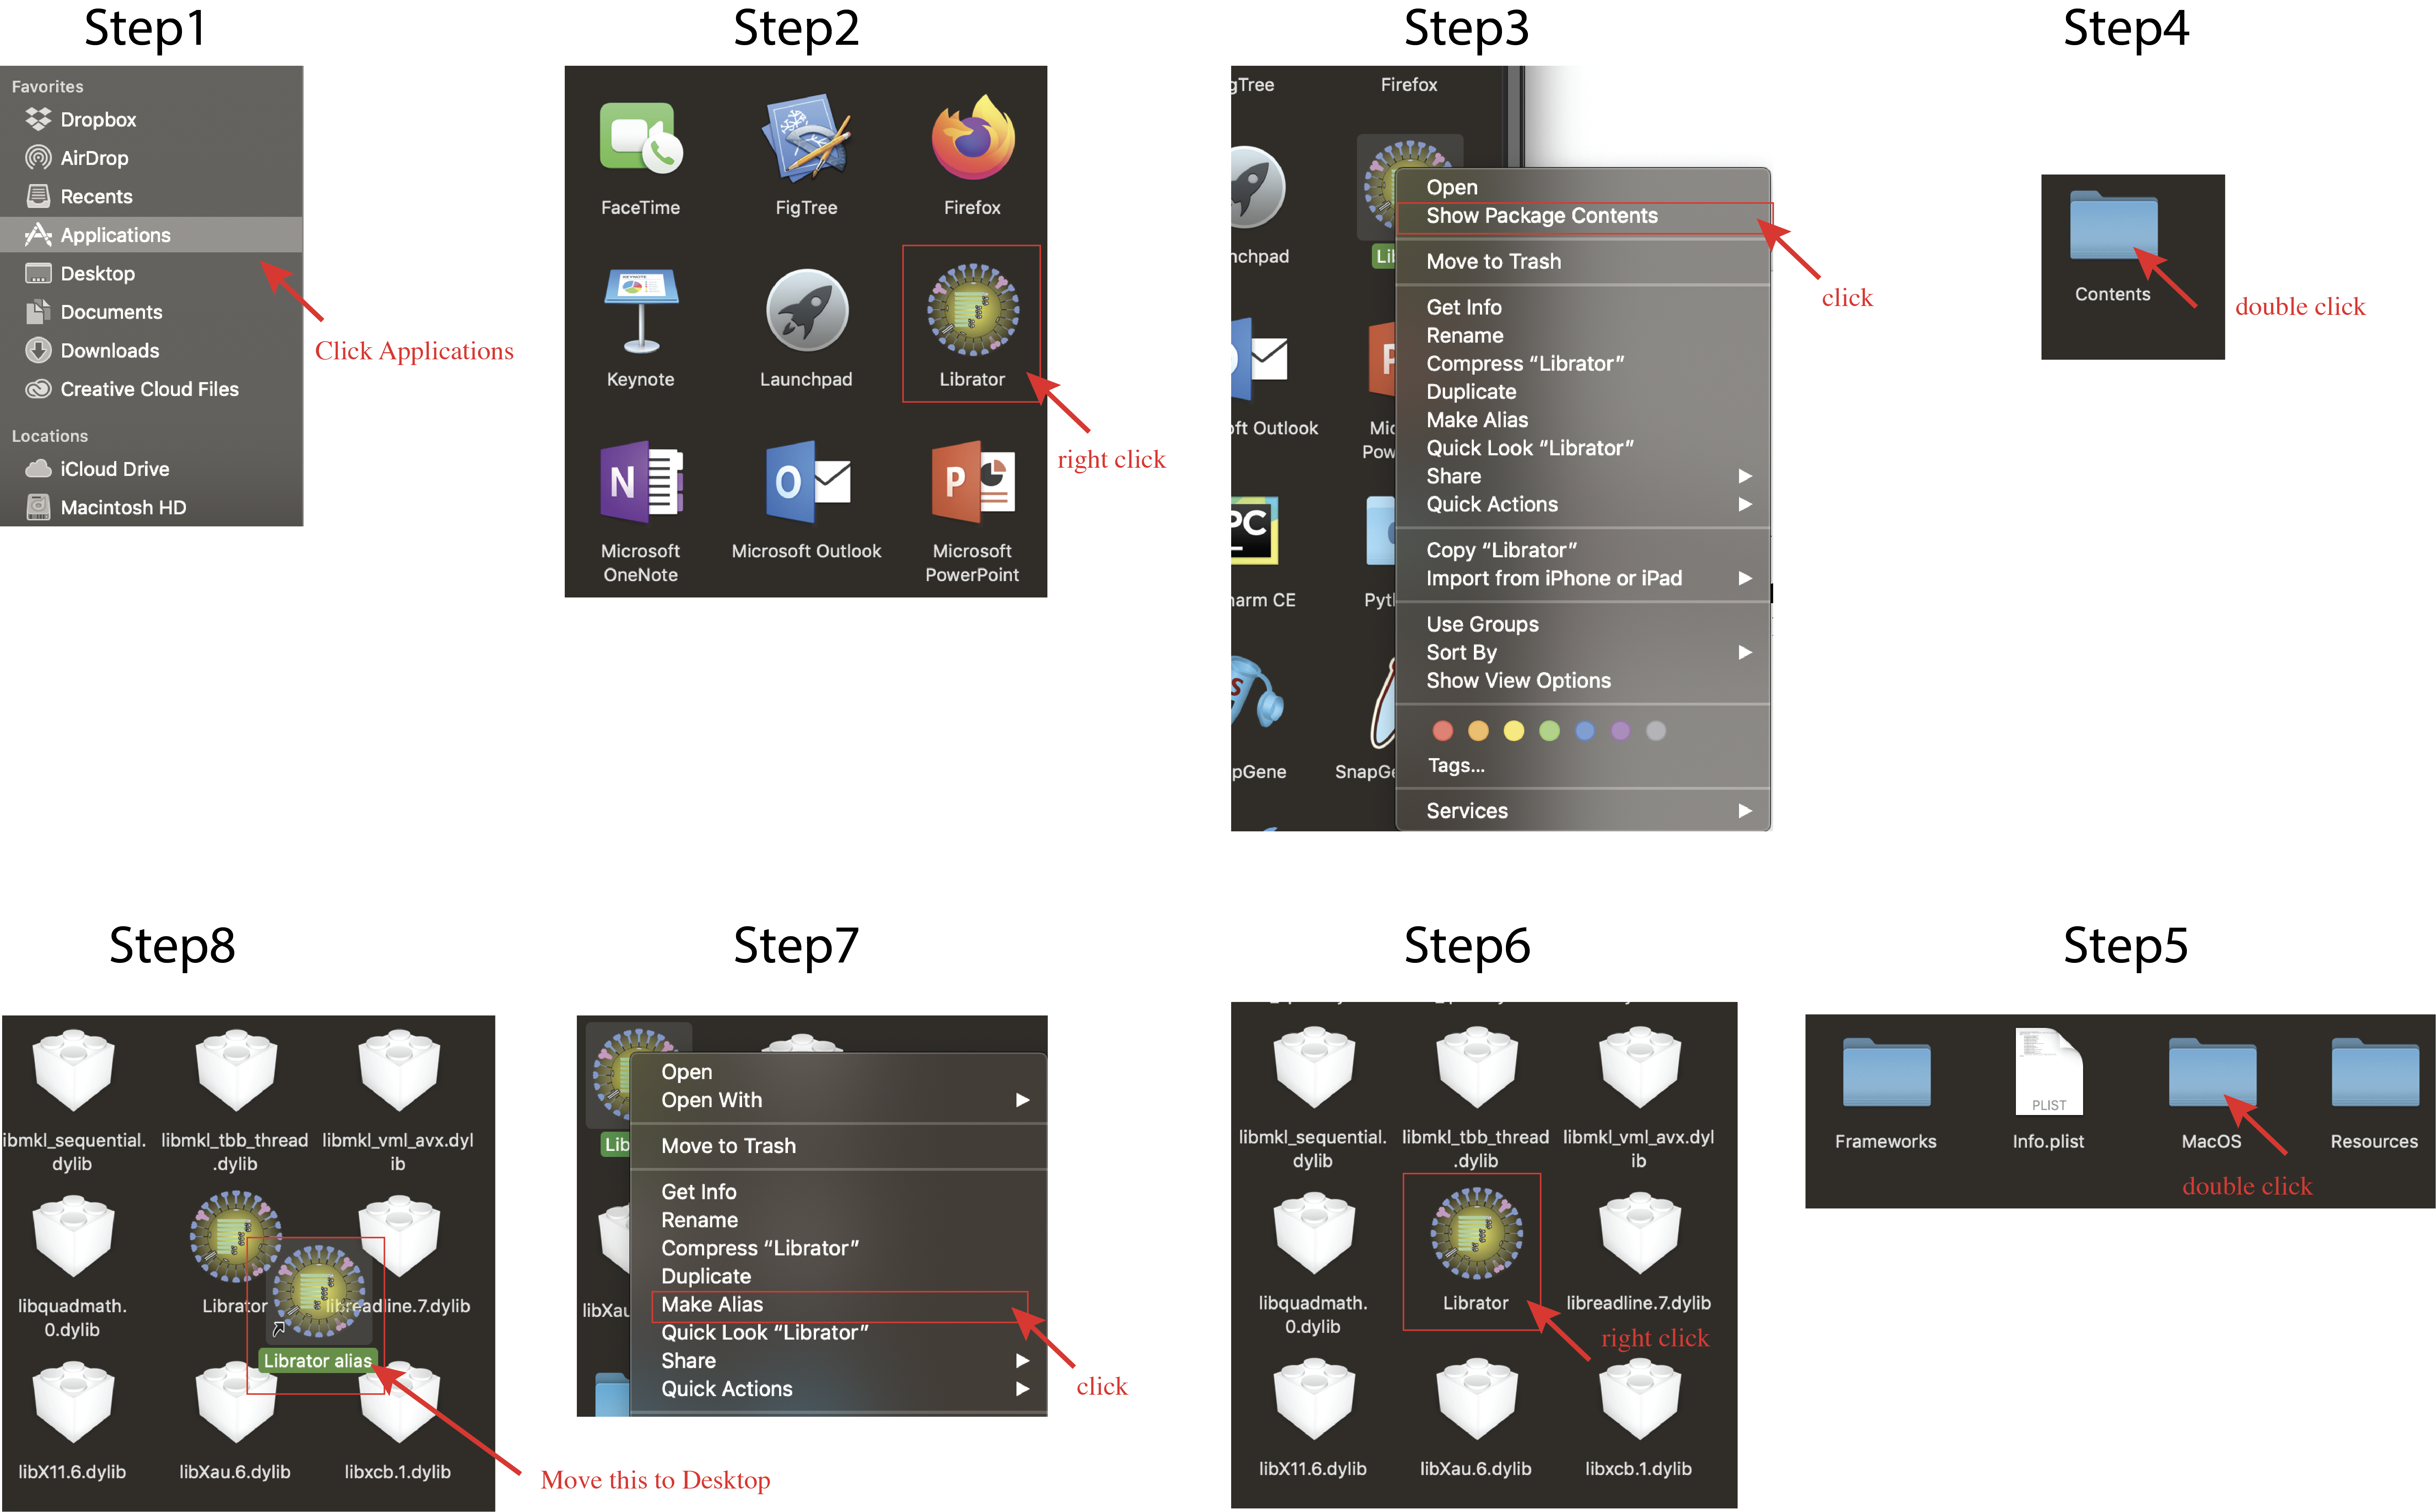 Step1
Favorites
Dropbox
AirDrop
Recents
Applications
Desktop
Documents
Downloads
Creative Cloud Files
Locations
iCloud Drive
Macintosh HD
Click Applications
Step2
FaceTime
FigTree
Firefox
Keynote
Launchpad
Librator
right click
N
O
P
Microsoft
OneNote
Microsoft Outlook
Microsoft
PowerPoint
Step3
gTree
Firefox
nchpad
Lib
oft Outlook
Mic
Pow
PC
arm CE
Pyt
S
pGene
SnapGe
Open
Show Package Contents
Move to Trash
Get Info
Rename
Compress “Librator”
Duplicate
Make Alias
Quick Look “Librator”
Share
Quick Actions
Copy “Librator”
Import from iPhone or iPad
Use Groups
Sort By
Show View Options
Tags...
Services
click
Step4
Contents
double click
Step8
ibmkl_sequential.
dylib
libmkl_tbb_thread
.dylib
libmkl_vml_avx.dyl
ib
libquadmath.
0.dylib
Librator
libreadline.7.dylib
Librator alias
libX11.6.dylib
libXau.6.dylib
libxcb.1.dylib
Move this to Desktop
Step7
Lib
libXau
Open
Open With
Move to Trash
Get Info
Rename
Compress “Librator”
Duplicate
Make Alias
Quick Look “Librator”
Share
Quick Actions
click
Step6
libmkl_sequential.
dylib
libmkl_tbb_thread
.dylib
libmkl_vml_avx.dyl
ib
libquadmath.
0.dylib
Librator
libreadline.7.dylib
right click
libX11.6.dylib
libXau.6.dylib
libxcb.1.dylib
Step5
PLIST
Frameworks
Info.plist
MacOS
Resources
double click